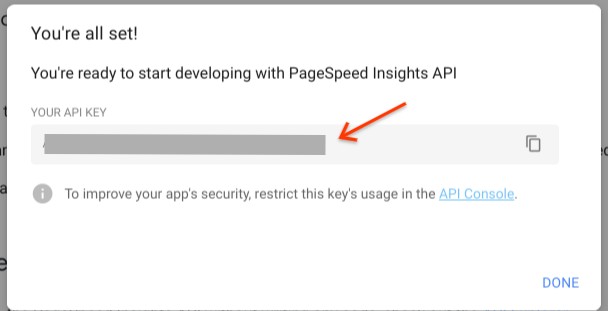 You're all set!
You're ready to start developing with PageSpeed Insights API
YOUR API KEY
To improve your app's security, restrict this key's usage in the API Console.
DONE